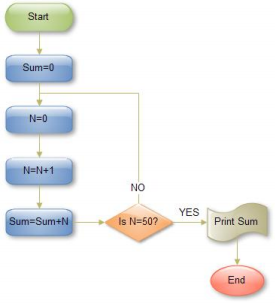 Start
Sum=0
N=0
N=N+1
NO
Sum=Sum+N
Is N=50?
YES
Print Sum
End